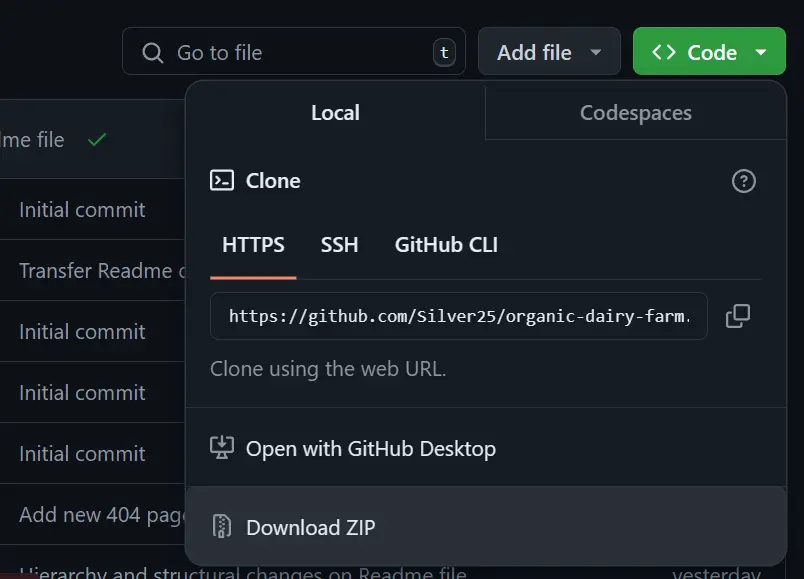 Go to file t Add file Code
Local Codespaces
me file
Clone
Initial commit
HTTPS SSH GitHub CLI
Transfer Readme
https://github.com/Silver25/organic-dairy-farm.
Initial commit
Clone using the web URL.
Initial commit
Open with GitHub Desktop
Initial commit
Add new 404 page
Download ZIP
Hierarchy and structural changes on Readme file yesterday